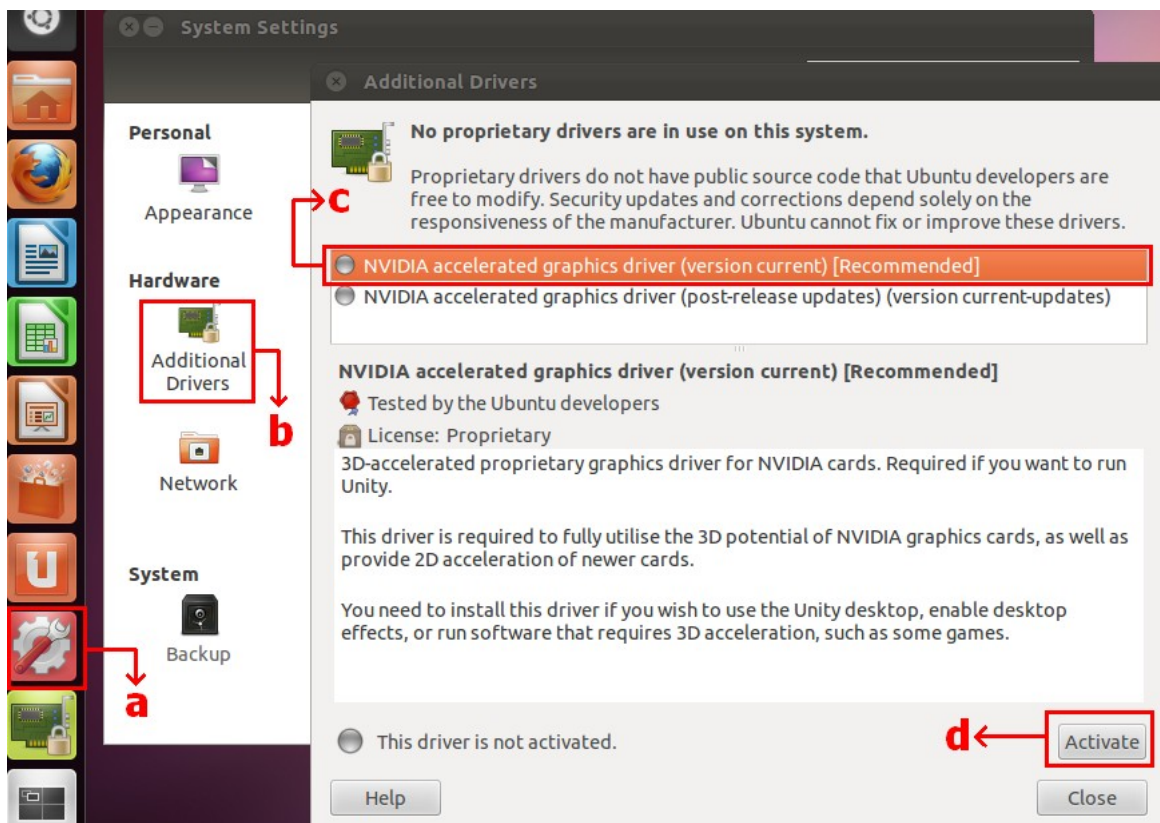 System Settings
Additional Drivers
Personal
Appearance
Hardware
Additional
Drivers
b
Network
System
Backup
a
No proprietary drivers are in use on this system.
Proprietary drivers do not have public source code that Ubuntu developers are
free to modify. Security updates and corrections depend solely on the
responsiveness of the manufacturer. Ubuntu cannot fix or improve these drivers.
c
NVIDIA accelerated graphics driver (version current) [Recommended]
NVIDIA accelerated graphics driver (post-release updates) (version current-updates)
NVIDIA accelerated graphics driver (version current) [Recommended]
Tested by the Ubuntu developers
License: Proprietary
3D-accelerated proprietary graphics driver for NVIDIA cards. Required if you want to run
Unity.
This driver is required to fully utilise the 3D potential of NVIDIA graphics cards, as well as
provide 2D acceleration of newer cards.
You need to install this driver if you wish to use the Unity desktop, enable desktop
effects, or run software that requires 3D acceleration, such as some games.
This driver is not activated.
d
Activate
Help
Close